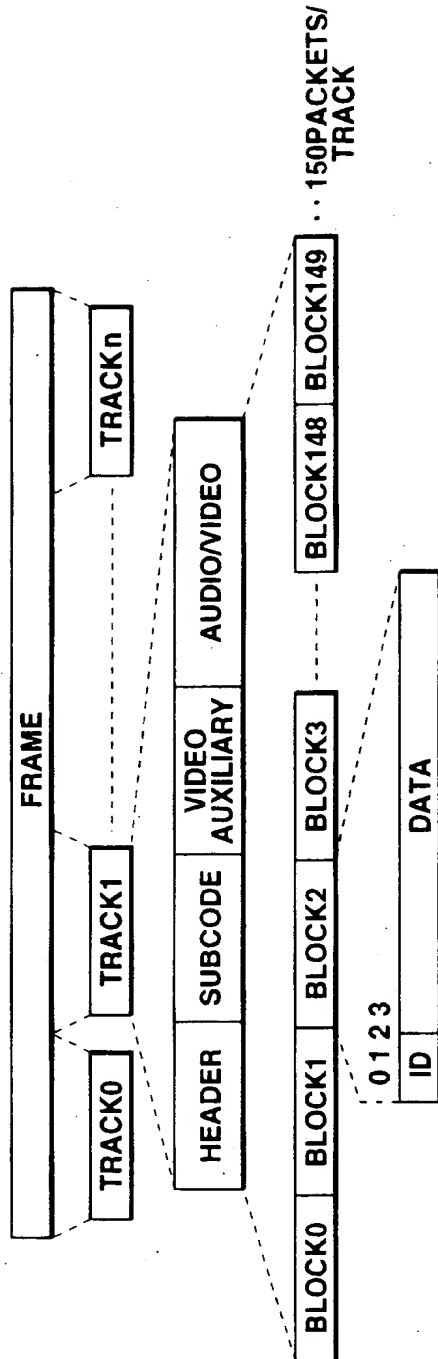 FRAME
TRACK0 TRACK1 TRACKn
HEADER SUBCODE VIDEO AUXILIARY AUDIO/VIDEO
BLOCK0 BLOCK1 BLOCK2 BLOCK3 BLOCK148 BLOCK149 ··150PACKETS/
TRACK
0 1 2 3
ID DATA